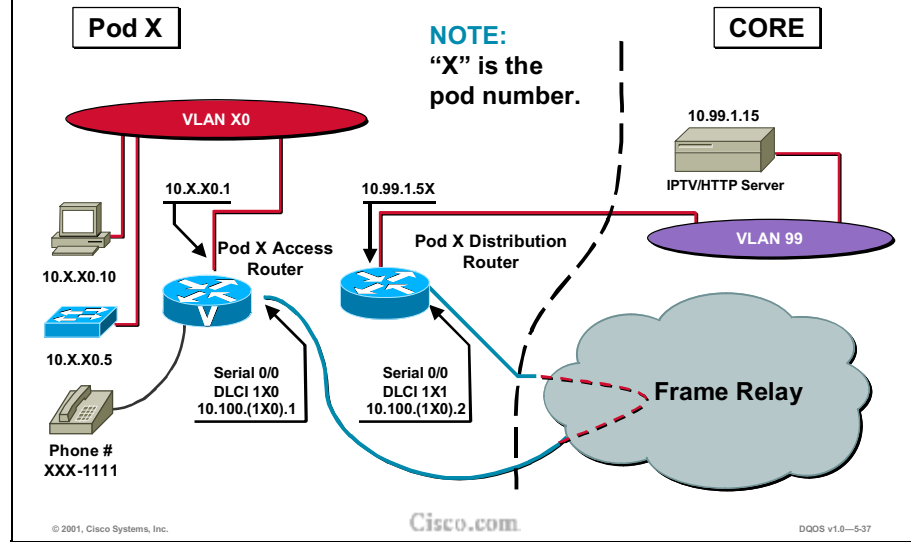 Pod X
NOTE:
“X” is the
pod number.
CORE
VLAN X0
10.99.1.15
IPTV/HTTP Server
10.X.X0.1
10.99.1.5X
VLAN 99
Pod X Access
Router
Pod X Distribution
Router
10.X.X0.10
V
10.X.X0.5
Serial 0/0
DLCI 1X0
10.100.(1X0).1
Serial 0/0
DLCI 1X1
10.100.(1X0).2
Frame Relay
Phone #
XXX-1111
© 2001, Cisco Systems, Inc.
Cisco.com
DQOS v1.0—5-37